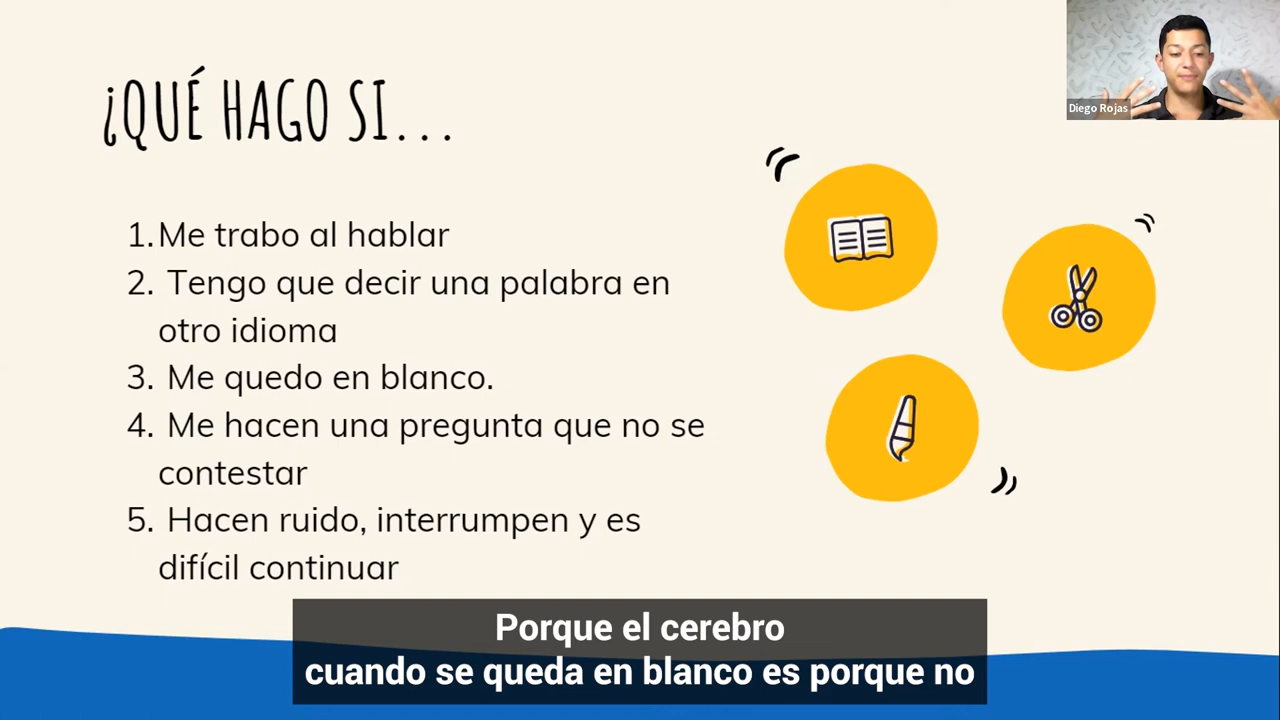 ¿QUÉ HAGO SI...
Diego Rojas
1. Me trabo al hablar
2. Tengo que decir una palabra en
otro idioma
3. Me quedo en blanco.
4. Me hacen una pregunta que no se
contestar
5. Hacen ruido, interrumpen y es
difícil continuar
Porque el cerebro
cuando se queda en blanco es porque no